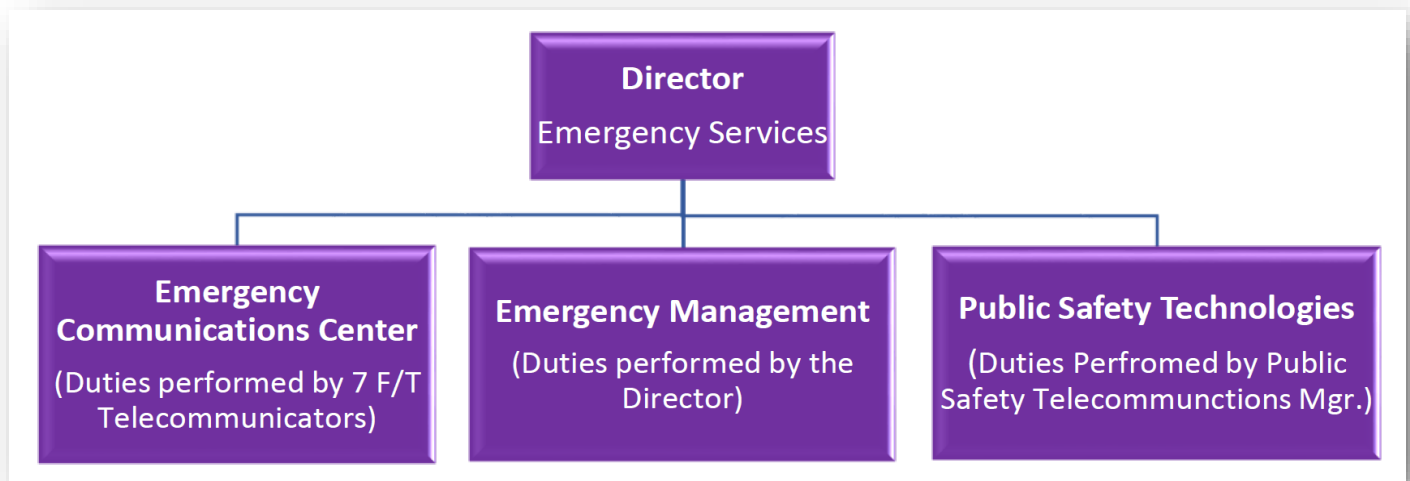 Director
Emergency Services
Emergency
Communications Center
(Duties performed by 7 F/T
Telecommunicators)
Emergency Management
(Duties performed by the
Director)
Public Safety Technologies
(Duties Perfromed by Public
Safety Telecommunctions Mgr.)